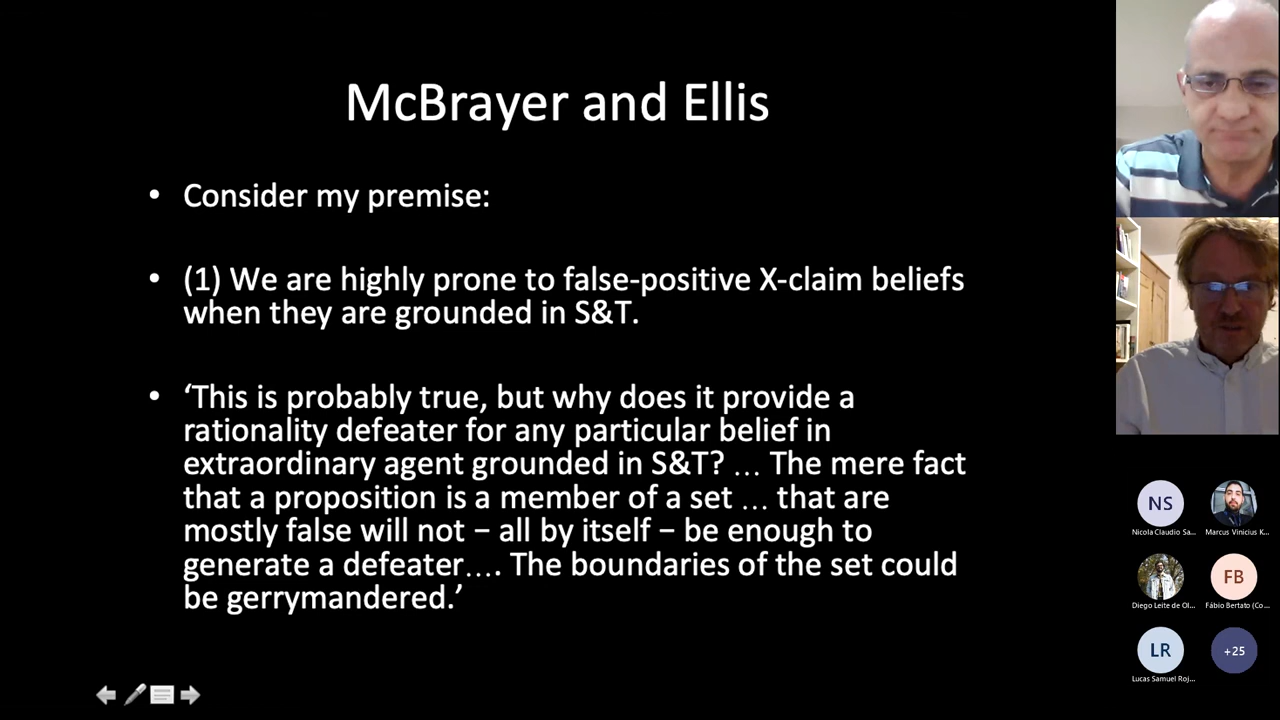 McBrayer and Ellis
• Consider my premise:
• (1) We are highly prone to false-positive X-claim beliefs
when they are grounded in S&T.
• ‘This is probably true, but why does it provide a
rationality defeater for any particular belief in
extraordinary agent grounded in S&T? … The mere fact
that a proposition is a member of a set … that are
mostly false will not − all by itself − be enough to
generate a defeater…. The boundaries of the set could
be gerrymandered.’
NS
Nicola Claudio Sa...
Marcus Vinicius K...
Diego Leite de Ol...
FB
Fábio Bertato (Co...
LR
Lucas Samuel Roj...
+25